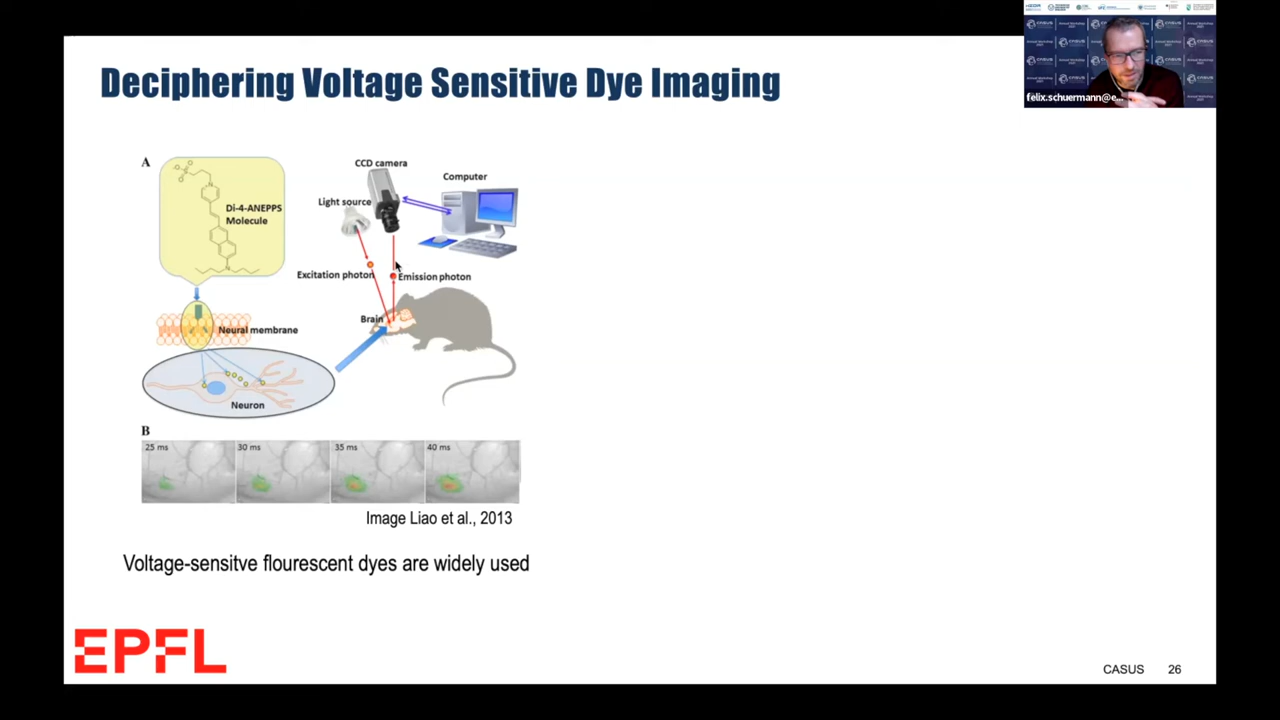 Deciphering Voltage Sensitive Dye Imaging
felix.schuermann@e...
A
Di-4-ANEPPS
Molecule
CCD camera
Computer
Light source
Excitation photon
Emission photon
Brain
Neural membrane
Neuron
B
25 ms
30 ms
35 ms
40 ms
Image Liao et al., 2013
Voltage-sensitve flourescent dyes are widely used
EPFL
CASUS
26